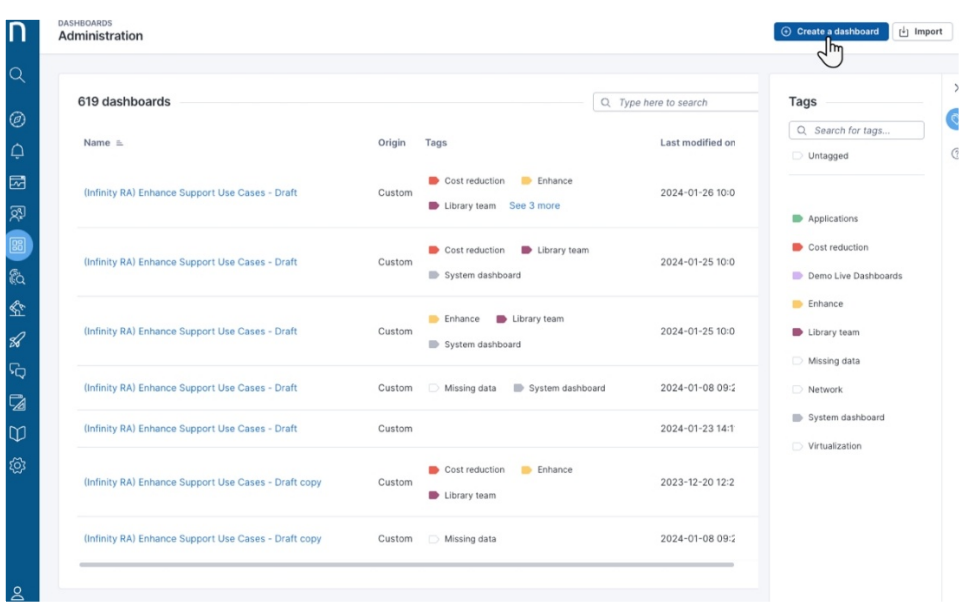 n
DASHBOARDS
Administration
Create a dashboard
Import
619 dashboards
Type here to search
Name
Origin
Tags
Last modified on
(Infinity RA) Enhance Support Use Cases - Draft
Custom
Cost reduction
Enhance
Library team
See 3 more
2024-01-26 10:0
(Infinity RA) Enhance Support Use Cases - Draft
Custom
Cost reduction
Library team
System dashboard
2024-01-25 10:0
(Infinity RA) Enhance Support Use Cases - Draft
Custom
Enhance
Library team
System dashboard
2024-01-25 10:0
(Infinity RA) Enhance Support Use Cases - Draft
Custom
Missing data
System dashboard
2024-01-08 09:2
(Infinity RA) Enhance Support Use Cases - Draft
Custom
2024-01-23 14:1
(Infinity RA) Enhance Support Use Cases - Draft copy
Custom
Cost reduction
Enhance
Library team
2023-12-20 12:2
(Infinity RA) Enhance Support Use Cases - Draft copy
Custom
Missing data
2024-01-08 09:2
Tags
Search for tags...
Untagged
Applications
Cost reduction
Demo Live Dashboards
Enhance
Library team
Missing data
Network
System dashboard
Virtualization